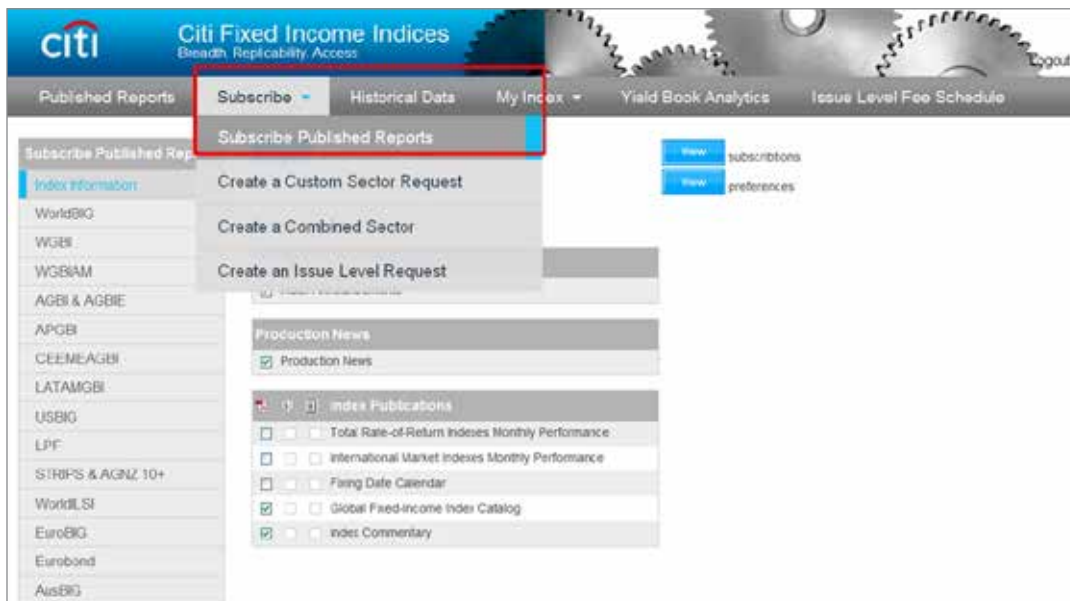 citi
Citi Fixed Income Indices
Breadth. Replicability. Access
Logout
Published Reports Subscribe Historical Data My Index Yield Book Analytics Issue Level Fee Schedule
Subscribe Published Reports
Create a Custom Sector Request
Create a Combined Sector
Create an Issue Level Request
Subscribe Published Rep
Index Information
WorldBIG
WGBI
WGBIAM
AGBI & AGBIE
APGBI
CEEMEAGBI
LATAMGBI
USBIG
LPF
STRIPS & AGNZ 10+
WorldILSI
EuroBIG
Eurobond
AusBIG
View subscribtions
View preferences
Production News
Production News
Index Publications
Total Rate-of-Return Indexes Monthly Performance
International Market Indexes Monthly Performance
Fixing Date Calendar
Global Fixed-Income Index Catalog
Index Commentary